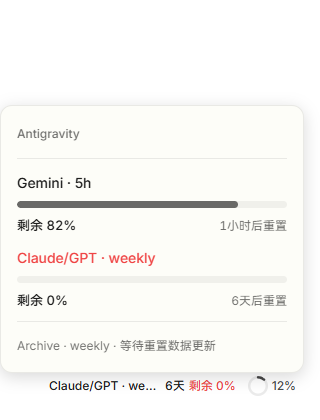 Antigravity
Gemini · 5h
剩余 82% 1小时后重置
Claude/GPT · weekly
剩余 0% 6天后重置
Archive · weekly · 等待重置数据更新
Claude/GPT · we... 6天 剩余 0% 12%